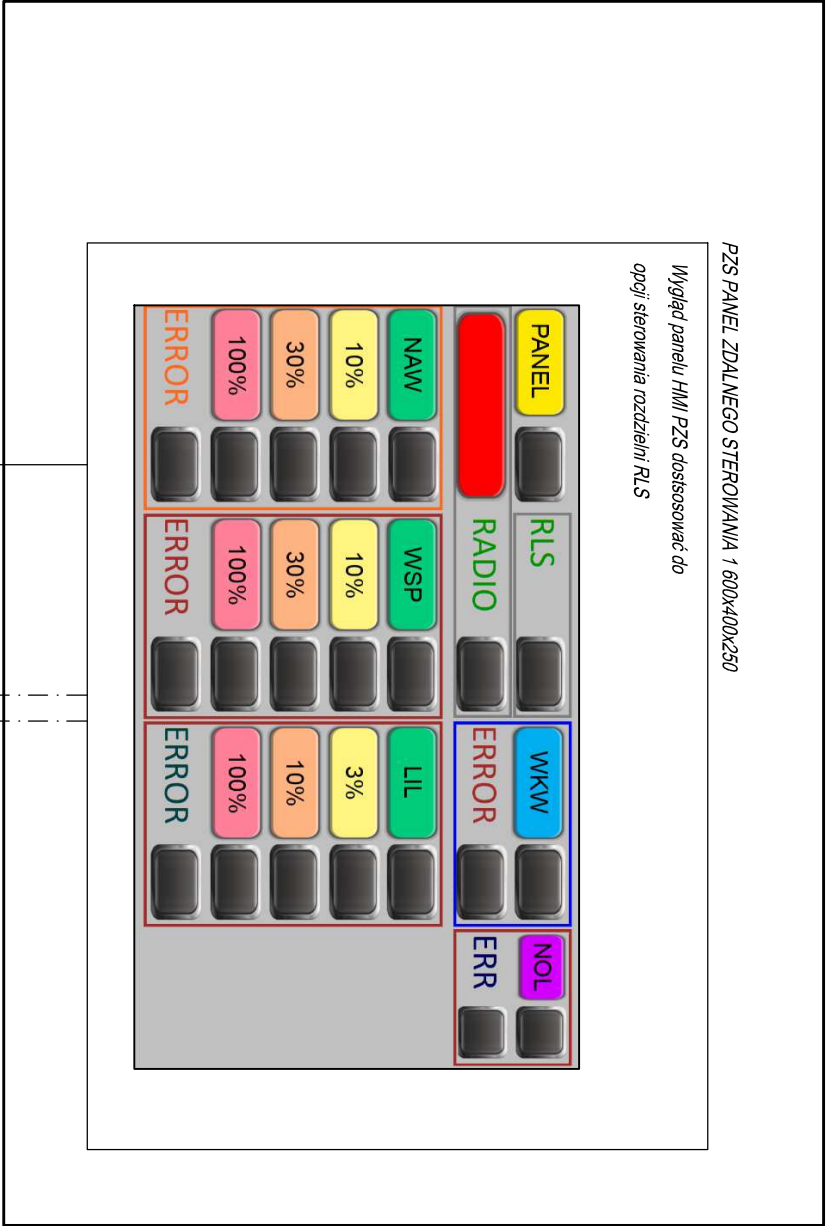 PZS PANEL ZDALNEGO STEROWANIA 1 600x400x250
Wygląd panelu HMI PZS dostsosować do
opcji sterowania rozdzielni RLS
PANEL RLS WKW NOL
RADIO ERROR ERR
NAW WSP LIL
10% 10% 3%
30% 30% 10%
100% 100% 100%
ERROR ERROR ERROR